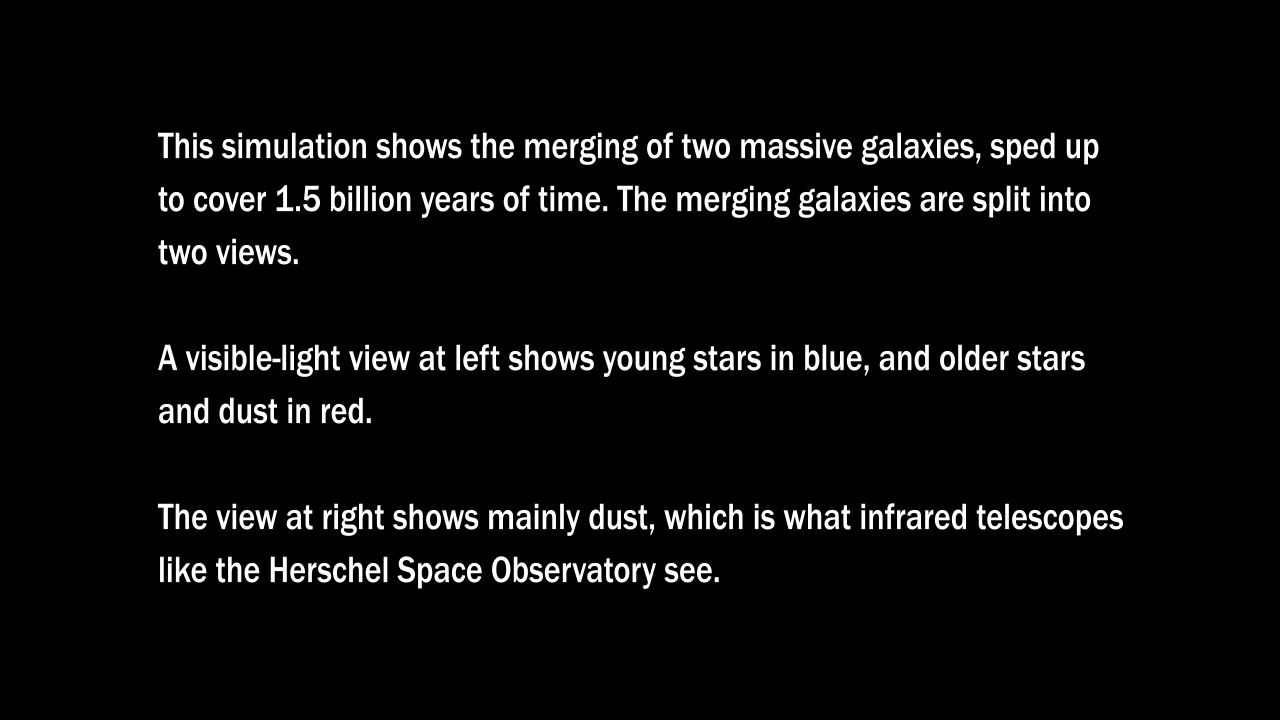 This simulation shows the merging of two massive galaxies, sped up
to cover 1.5 billion years of time. The merging galaxies are split into
two views.
A visible-light view at left shows young stars in blue, and older stars
and dust in red.
The view at right shows mainly dust, which is what infrared telescopes
like the Herschel Space Observatory see.